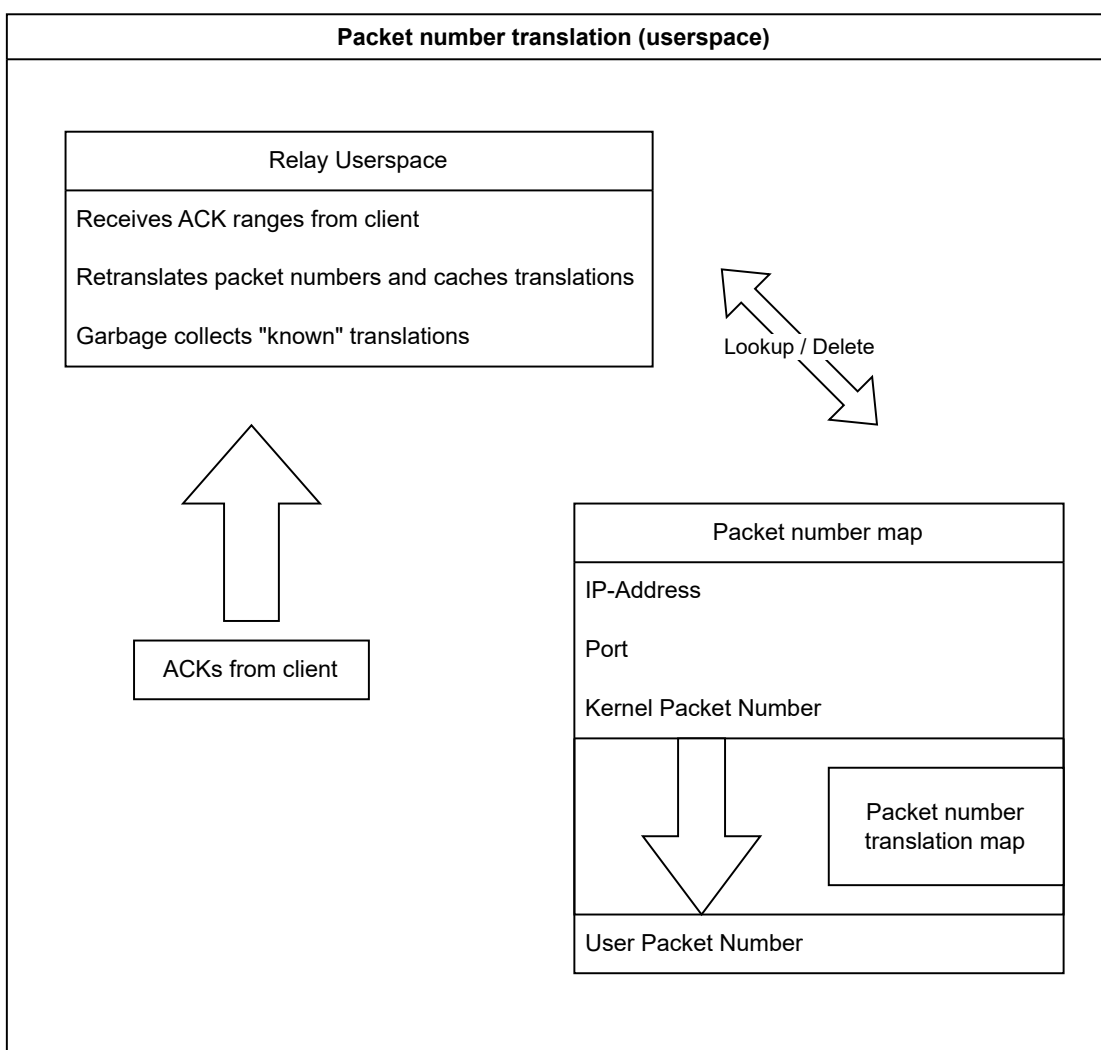 Packet number translation (userspace)
Relay Userspace
Receives ACK ranges from client
Retranslates packet numbers and caches translations
Garbage collects "known" translations
Lookup / Delete
ACKs from client
Packet number map
IP-Address
Port
Kernel Packet Number
Packet number
translation map
User Packet Number